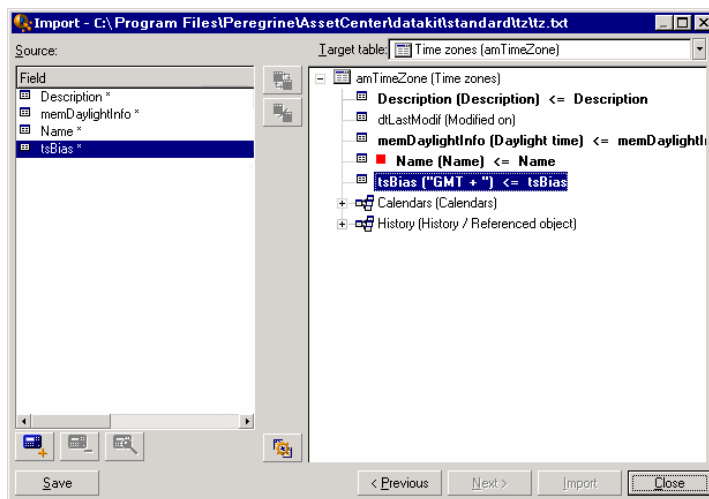 Import - C:\Program Files\Peregrine\AssetCenter\datakit\standard\tz\tz.txt
Source:
Target table: Time zones (amTimeZone)
Field
Description *
memDaylightInfo *
Name *
tsBias *
amTimeZone (Time zones)
Description (Description) <= Description
dtLastModif (Modified on)
memDaylightInfo (Daylight time) <= memDaylightI
Name (Name) <= Name
tsBias ("GMT + ") <= tsBias
Calendars (Calendars)
History (History / Referenced object)
Save
< Previous
Next >
Import
Close